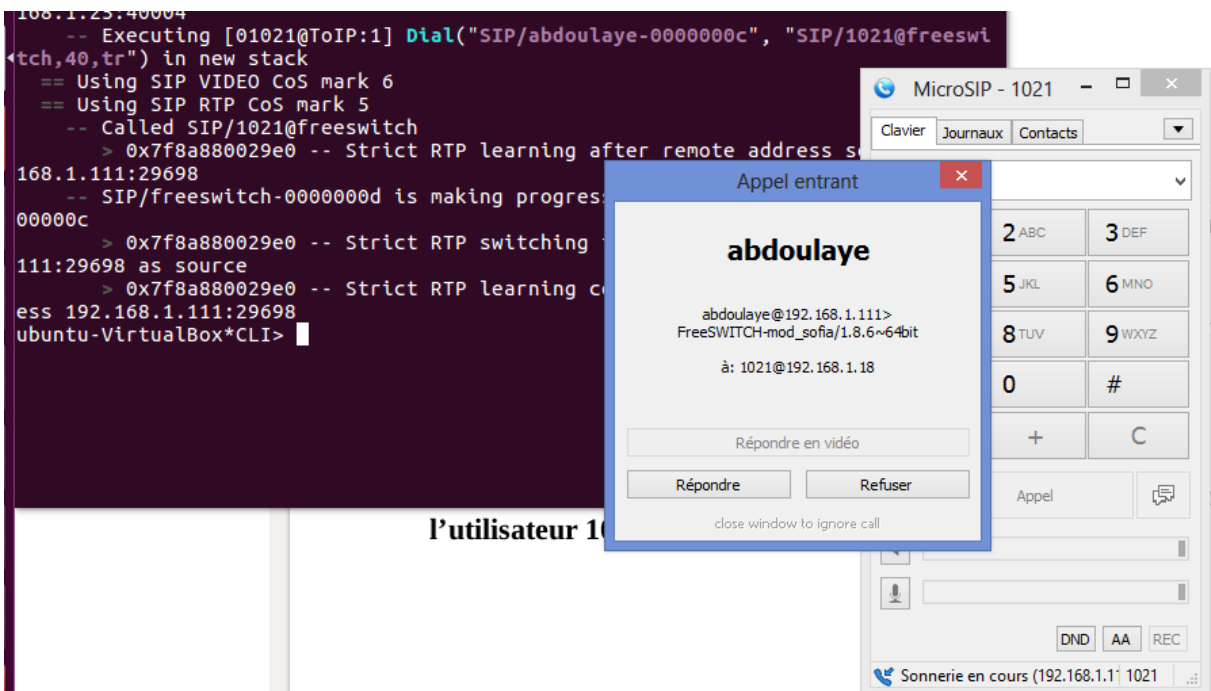 168.1.23:40004
-- Executing [01021@ToIP:1] Dial("SIP/abdoulaye-0000000c", "SIP/1021@freeswi
tch,40,tr") in new stack
== Using SIP VIDEO CoS mark 6
== Using SIP RTP CoS mark 5
-- Called SIP/1021@freeswitch
> 0x7f8a880029e0 -- Strict RTP learning after remote address
168.1.111:29698
-- SIP/freeswitch-0000000d is making
00000c
> 0x7f8a880029e0 -- Strict RTP switching
111:29698 as source
> 0x7f8a880029e0 -- Strict RTP learning
ess 192.168.1.111:29698
ubuntu-VirtualBox*CLI>
l’utilisateur
MicroSIP - 1021
Clavier Journaux Contacts
2 ABC 3 DEF
5 JKL 6 MNO
8 TUV 9 WXYZ
0 #
+ C
Appel
DND AA REC
Sonnerie en cours (192.168.1.1 1021
Appel entrant
abdoulaye
abdoulaye@192.168.1.111>
FreeSWITCH-mod_sofia/1.8.6~64bit
à: 1021@192.168.1.18
Répondre en vidéo
Répondre Refuser
close window to ignore call